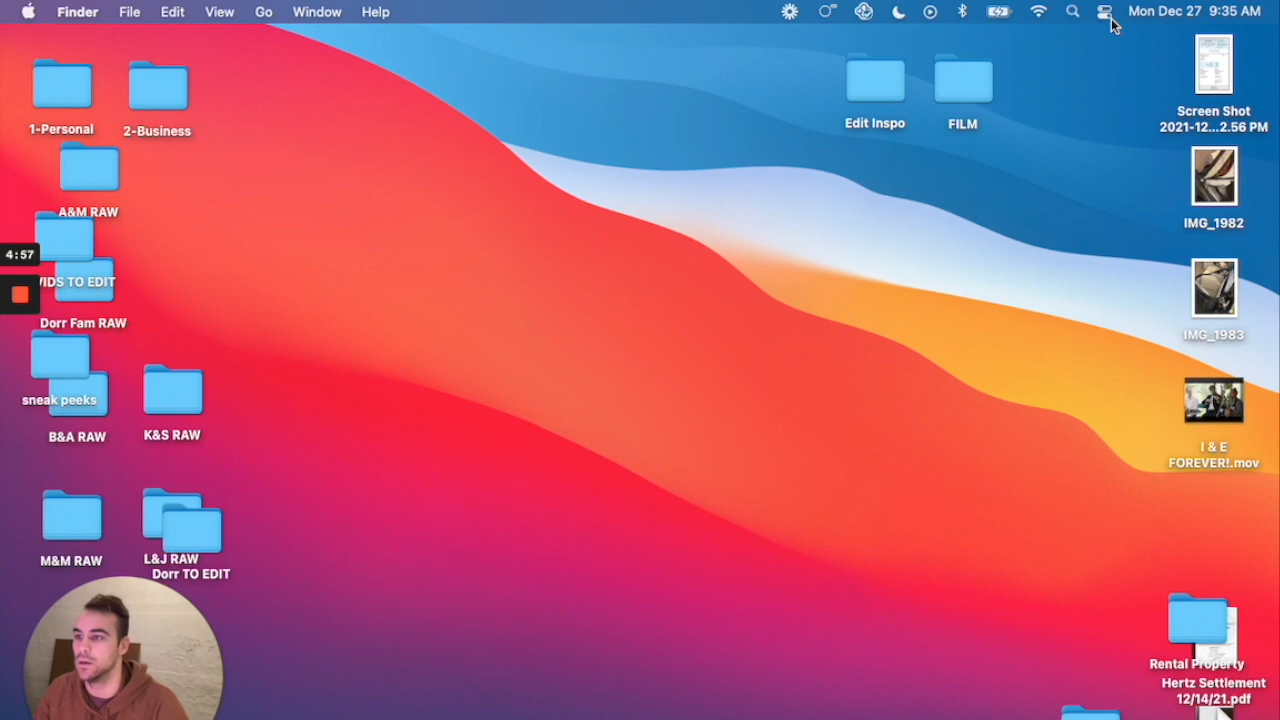 Finder File Edit View Go Window Help Mon Dec 27 9:35 AM
1-Personal
2-Business
Edit Inspo
FILM
Screen Shot
2021-12...2.56 PM
A&M RAW
IMG_1982
4:57
VIDS TO EDIT
Dorr Fam RAW
IMG_1983
sneak peeks
B&A RAW
K&S RAW
I & E
FOREVER!.mov
M&M RAW
L&J RAW
Dorr TO EDIT
Rental Property
Hertz Settlement
12/14/21.pdf